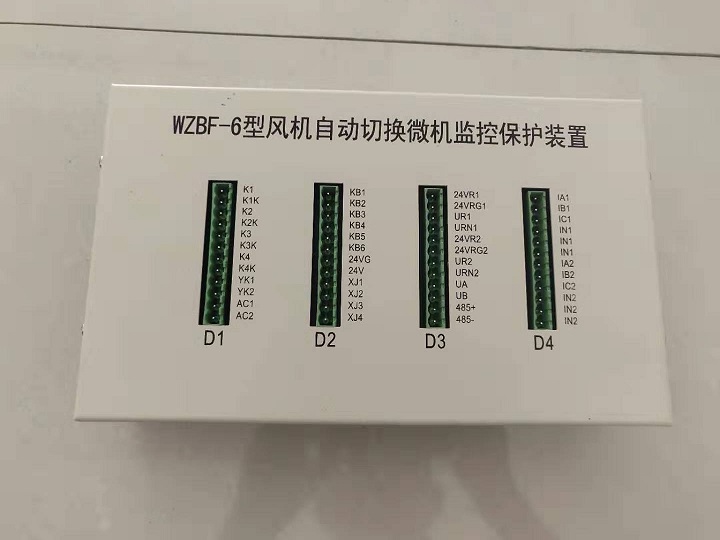 WZBF-6型风机自动切换微机监控保护装置
K1
K1K
K2
K2K
K3
K3K
K4
K4K
YK1
YK2
AC1
AC2
D1
KB1
KB2
KB3
KB4
KB5
KB6
24VG
24V
XJ1
XJ2
XJ3
XJ4
D2
24VR1
24VRG1
UR1
URN1
24VR2
24VRG2
UR2
URN2
UA
UB
485+
485-
D3
IA1
IB1
IC1
IN1
IN1
IN1
IA2
IB2
IC2
IN2
IN2
IN2
D4